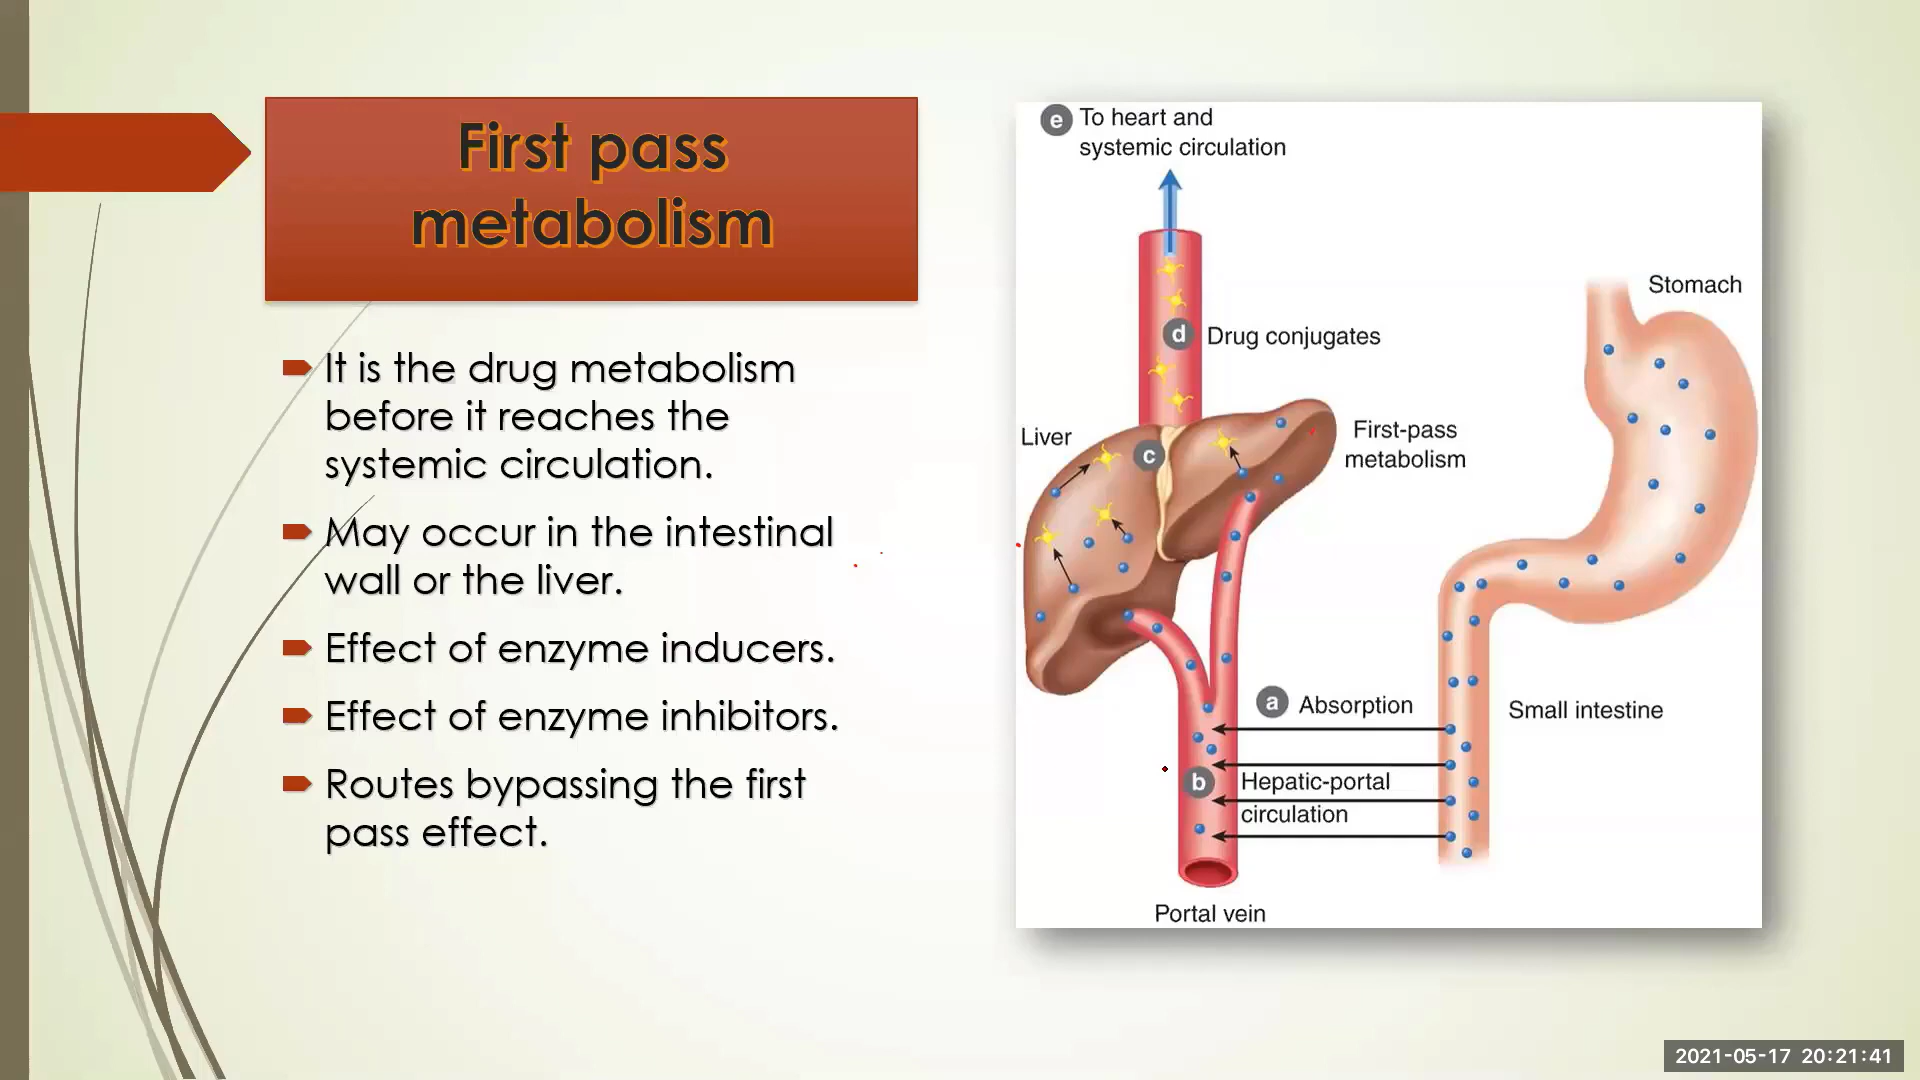 First pass
metabolism
It is the drug metabolism
before it reaches the
systemic circulation.
May occur in the intestinal
wall or the liver.
Effect of enzyme inducers.
Effect of enzyme inhibitors.
Routes bypassing the first
pass effect.
e To heart and
systemic circulation
Stomach
d Drug conjugates
Liver
c
First-pass
metabolism
a Absorption
Small intestine
b Hepatic-portal
circulation
Portal vein
2021-05-17 20:21:41